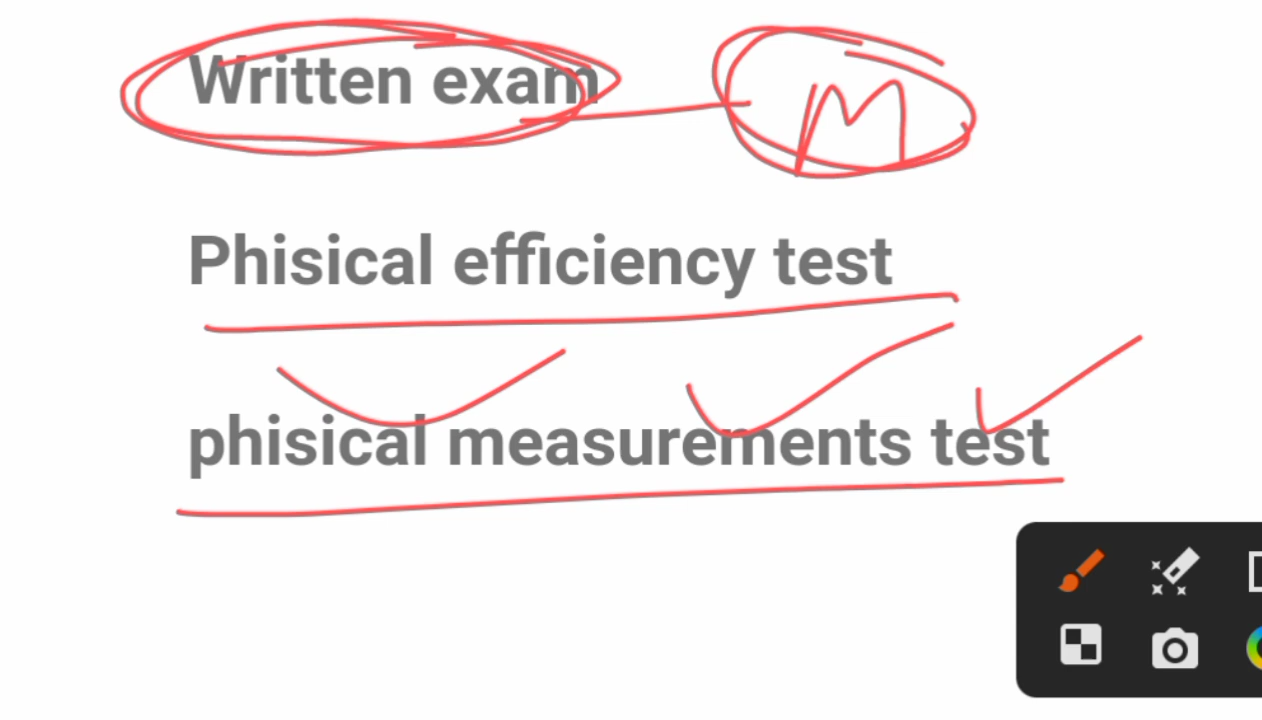 Written exam M
Phisical efficiency test
phisical measurements test